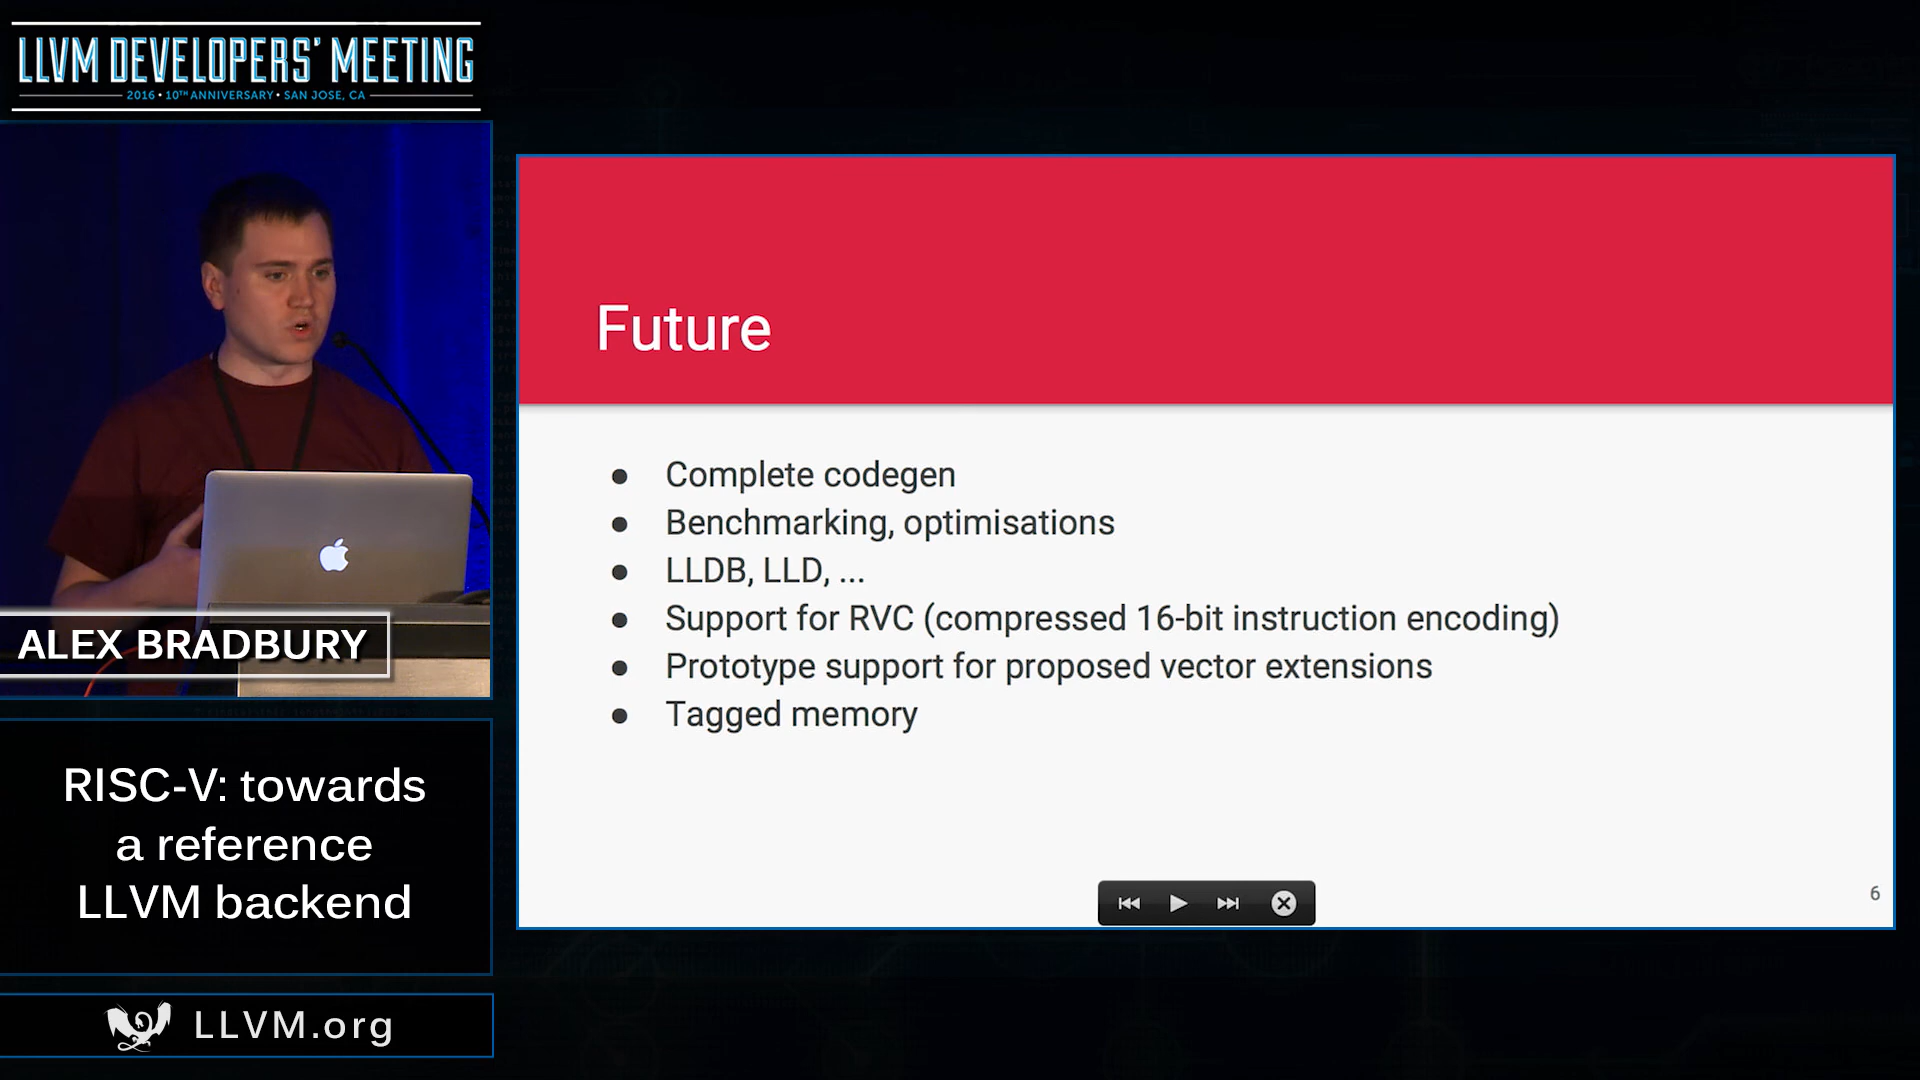 LLVM DEVELOPERS' MEETING
2016 • 10TH ANNIVERSARY • SAN JOSE, CA
ALEX BRADBURY
RISC-V: towards
a reference
LLVM backend
LLVM.org
Future
● Complete codegen
● Benchmarking, optimisations
● LLDB, LLD, ...
● Support for RVC (compressed 16-bit instruction encoding)
● Prototype support for proposed vector extensions
● Tagged memory
6